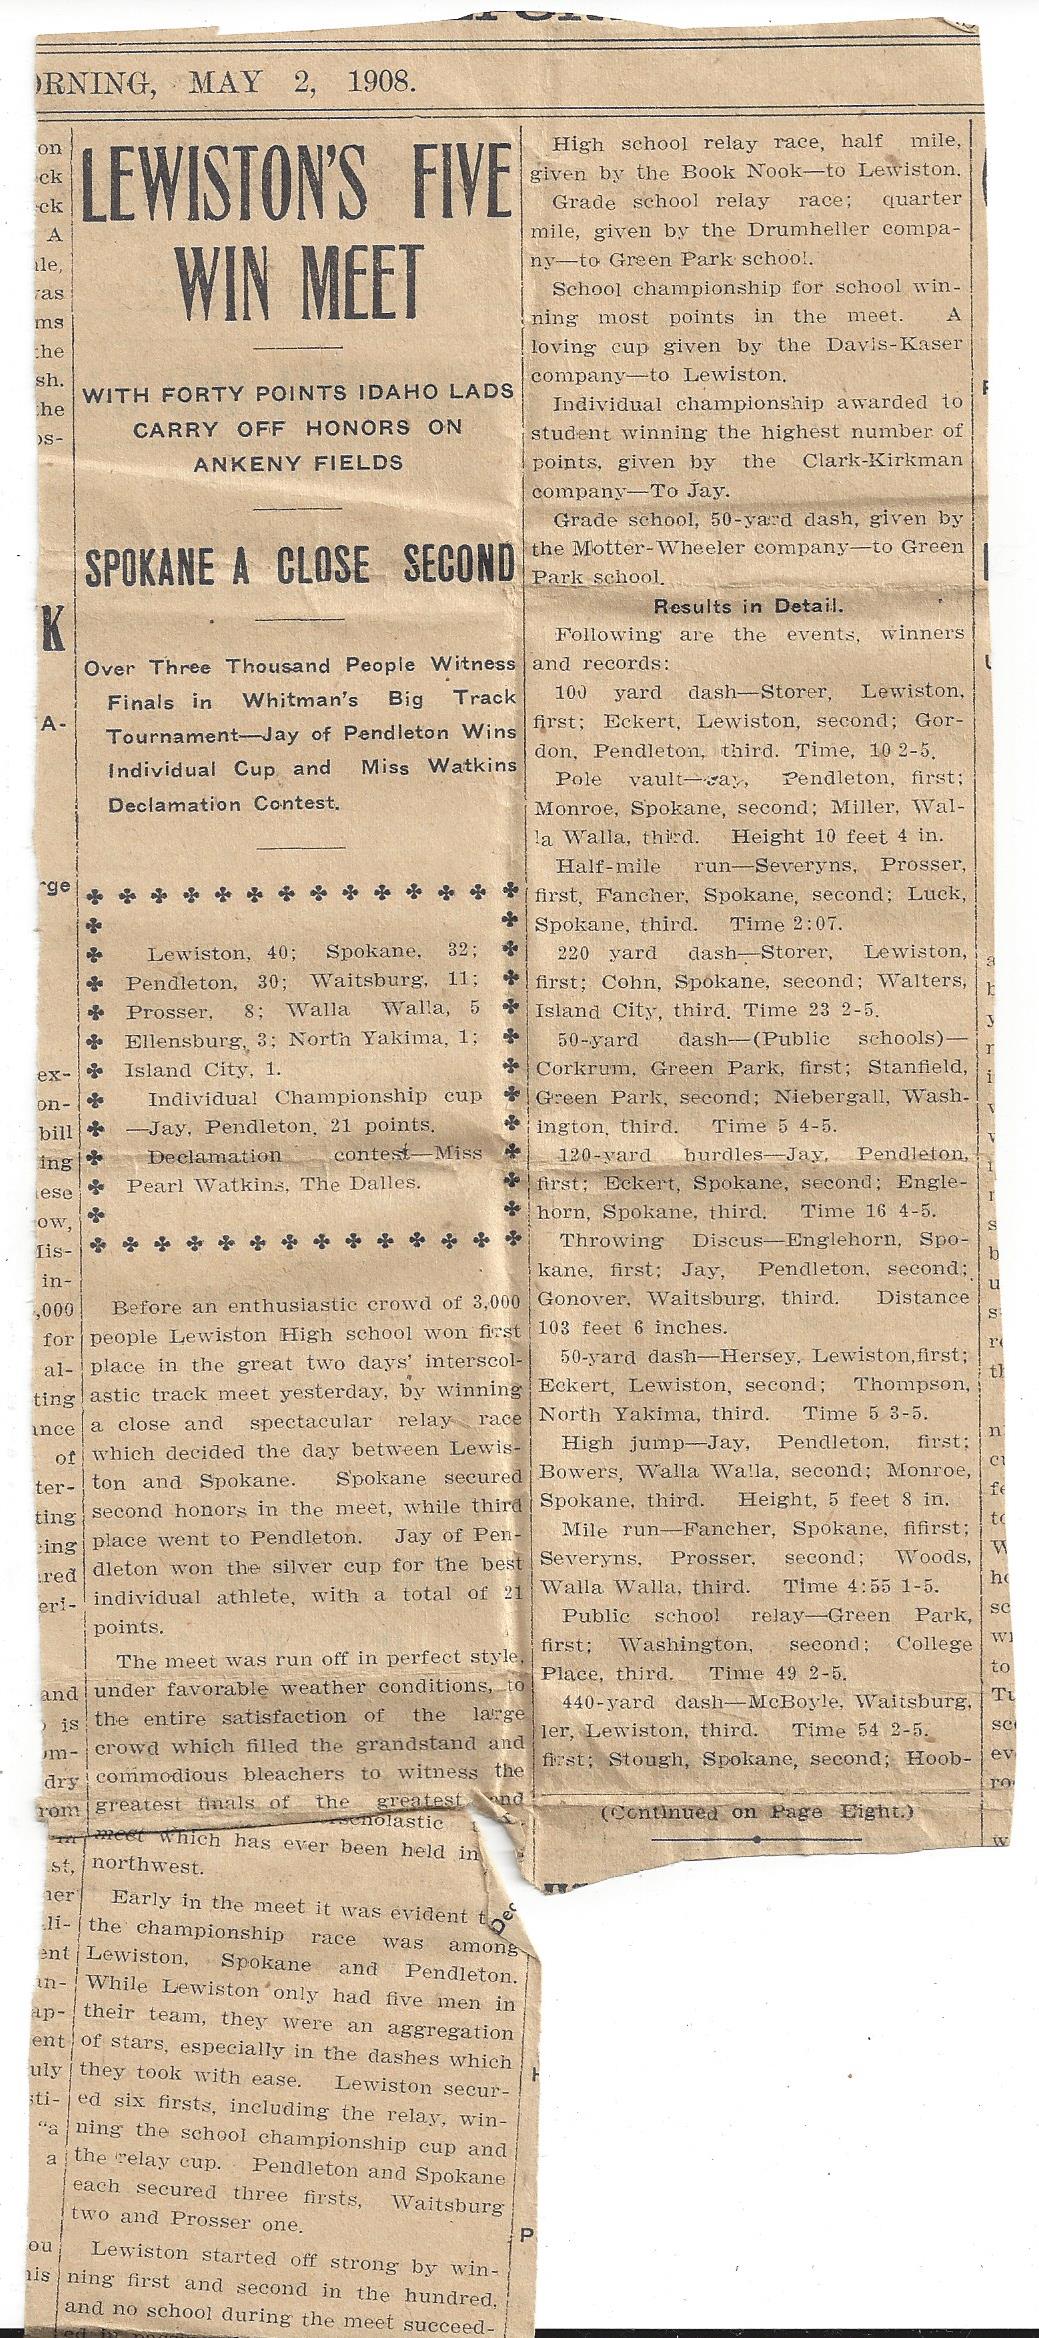 ORNING, MAY 2, 1908.
LEWISTON'S FIVE
WIN MEET
WITH FORTY POINTS IDAHO LADS
CARRY OFF HONORS ON
ANKENY FIELDS
SPOKANE A CLOSE SECOND
Over Three Thousand People Witness
Finals in Whitman's Big Track
Tournament—Jay of Pendleton Wins
Individual Cup and Miss Watkins
Declamation Contest.
Lewiston, 40; Spokane, 32;
Pendleton, 30; Waitsburg, 11;
Prosser, 8; Walla Walla, 5
Ellensburg, 3; North Yakima, 1;
Island City, 1.
Individual Championship cup
—Jay, Pendleton, 21 points.
Declamation contest—Miss
Pearl Watkins, The Dalles.
Before an enthusiastic crowd of 3,000
people Lewiston High school won first
place in the great two days' interscol-
astic track meet yesterday, by winning
a close and spectacular relay race
which decided the day between Lewis-
ton and Spokane. Spokane secured
second honors in the meet, while third
place went to Pendleton. Jay of Pen-
dleton won the silver cup for the best
individual athlete, with a total of 21
points.
The meet was run off in perfect style,
under favorable weather conditions, to
the entire satisfaction of the large
crowd which filled the grandstand and
commodious bleachers to witness the
greatest finals of the greatest and
meet which has ever been held in
northwest.
Early in the meet it was evident
the championship race was among
Lewiston, Spokane and Pendleton.
While Lewiston only had five men in
their team, they were an aggregation
of stars, especially in the dashes which
they took with ease. Lewiston secur-
ed six firsts, including the relay, win-
ning the school championship cup and
the relay cup. Pendleton and Spokane
each secured three firsts, Waitsburg
two and Prosser one.
Lewiston started off strong by win-
ning first and second in the hundred,
and no school during the meet succeed-
High school relay race, half mile,
given by the Book Nook—to Lewiston.
Grade school relay race; quarter
mile, given by the Drumheller compa-
ny—to Green Park school.
School championship for school win-
ning most points in the meet. A
loving cup given by the Davis-Kaser
company—to Lewiston.
Individual championship awarded to
student winning the highest number of
points, given by the Clark-Kirkman
company—To Jay.
Grade school, 50-yard dash, given by
the Motter-Wheeler company—to Green
Park school.
Results in Detail.
Following are the events, winners
and records:
100 yard dash—Storer, Lewiston,
first; Eckert, Lewiston, second; Gor-
don, Pendleton, third. Time, 10 2-5.
Pole vault—Jay, Pendleton, first;
Monroe, Spokane, second; Miller, Wal-
la Walla, third. Height 10 feet 4 in.
Half-mile run—Severyns, Prosser,
first, Fancher, Spokane, second; Luck,
Spokane, third. Time 2:07.
220 yard dash—Storer, Lewiston,
first; Cohn, Spokane, second; Walters,
Island City, third. Time 23 2-5.
50-yard dash—(Public schools)—
Corkrum, Green Park, first; Stanfield,
Green Park, second; Niebergall, Wash-
ington, third. Time 5 4-5.
120-yard hurdles—Jay, Pendleton,
first; Eckert, Spokane, second; Engle-
horn, Spokane, third. Time 16 4-5.
Throwing Discus—Englehorn, Spo-
kane, first; Jay, Pendleton, second;
Gonover, Waitsburg, third. Distance
103 feet 6 inches.
50-yard dash—Hersey, Lewiston,first;
Eckert, Lewiston, second; Thompson,
North Yakima, third. Time 5 3-5.
High jump—Jay, Pendleton, first;
Bowers, Walla Walla, second; Monroe,
Spokane, third. Height, 5 feet 8 in.
Mile run—Fancher, Spokane, fifirst;
Severyns, Prosser, second; Woods,
Walla Walla, third. Time 4:55 1-5.
Public school relay—Green Park,
first; Washington, second; College
Place, third. Time 49 2-5.
440-yard dash—McBoyle, Waitsburg,
ler, Lewiston, third. Time 54 2-5.
first; Stough, Spokane, second; Hoob-
(Continued on Page Eight.)